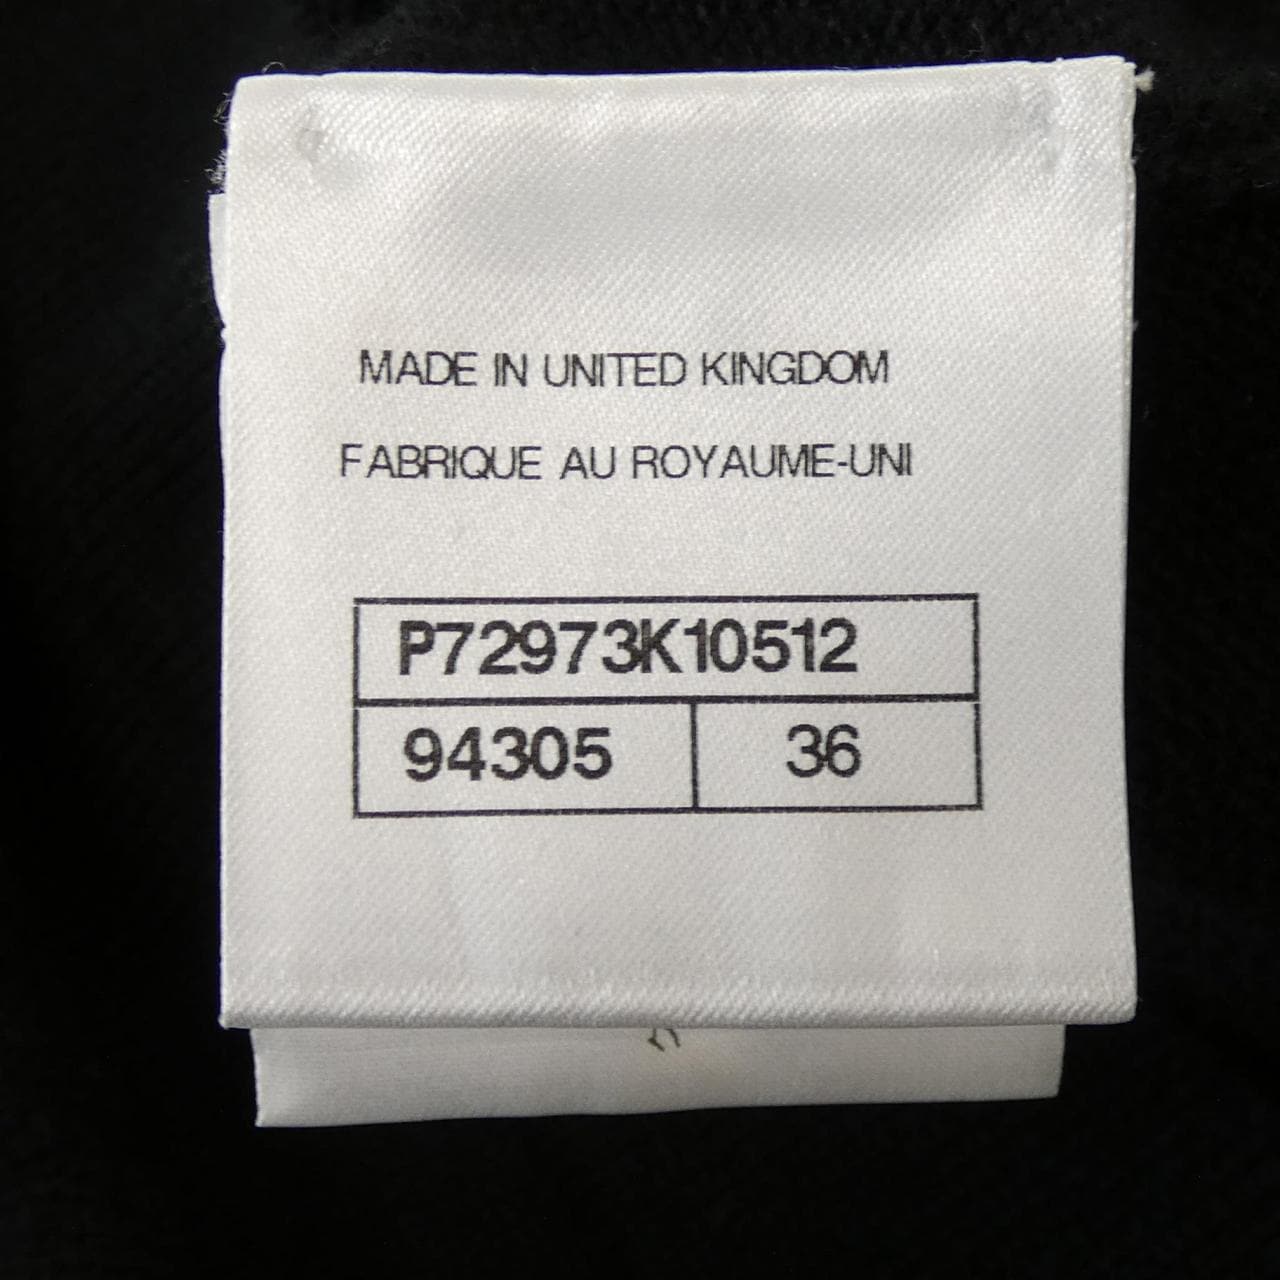 MADE IN UNITED KINGDOM
FABRIQUE AU ROYAUME-UNI
P72973K10512
94305 36